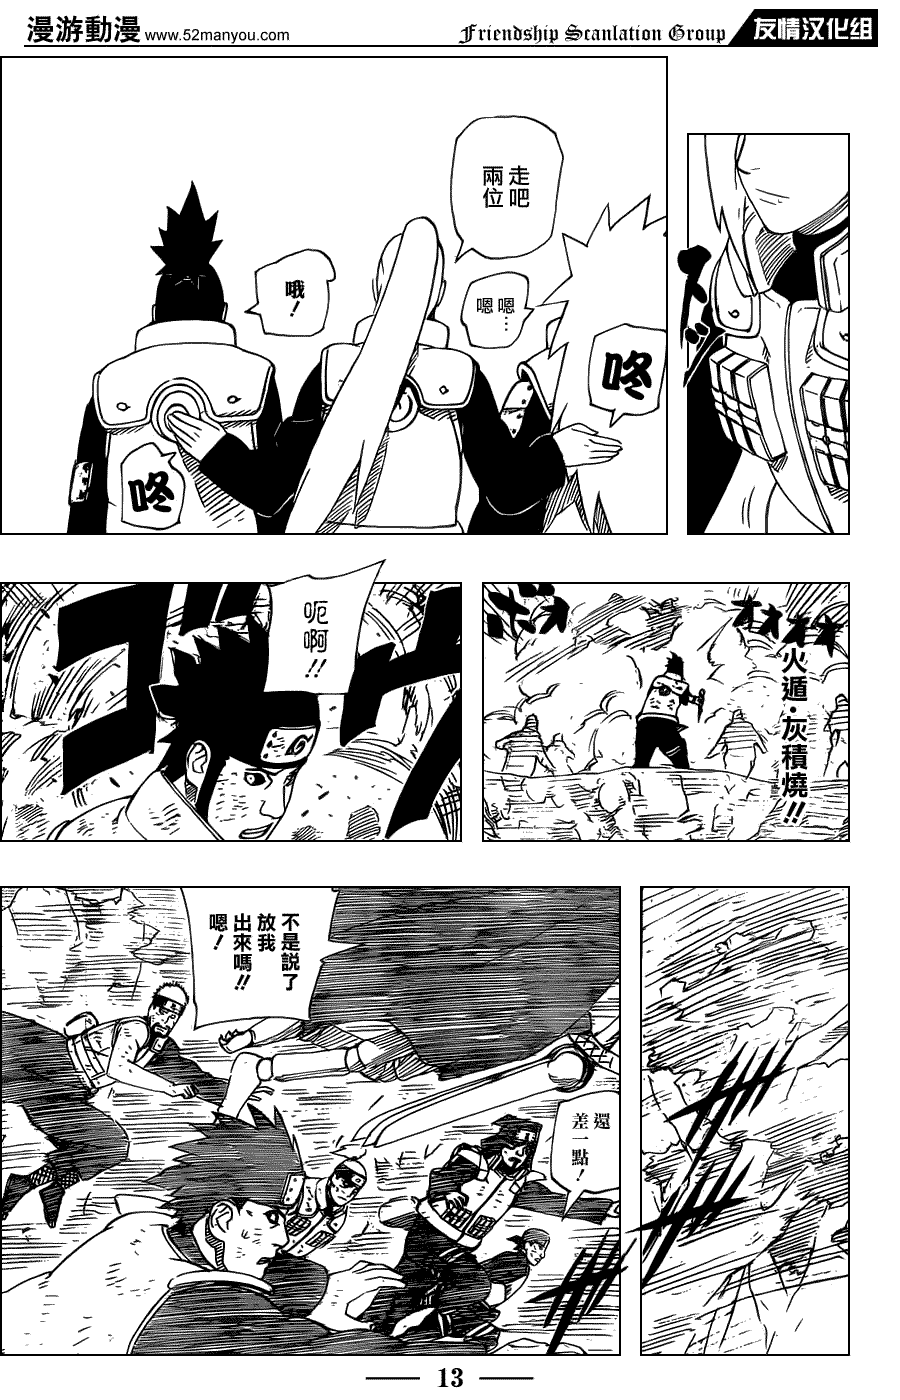 漫游動漫 www.52manyou.com
Friendship Scanlation Group
友情汉化组
走吧
兩位
嗯嗯…
哦!
咚
咚
火遁·灰積燒!!
呃啊!!
不是説了
放我
出來嗎!!
嗯!
還
差一點!
13